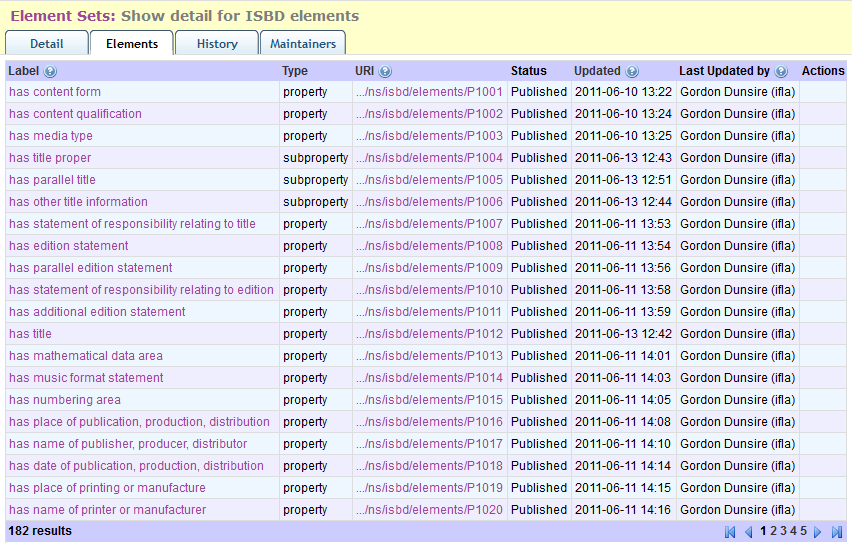 Element Sets: Show detail for ISBD elements
Detail Elements History Maintainers
Label Type URI Status Updated Last Updated by Actions
has content form property .../ns/isbd/elements/P1001 Published 2011-06-10 13:22 Gordon Dunsire (ifla)
has content qualification property .../ns/isbd/elements/P1002 Published 2011-06-10 13:24 Gordon Dunsire (ifla)
has media type property .../ns/isbd/elements/P1003 Published 2011-06-10 13:25 Gordon Dunsire (ifla)
has title proper subproperty .../ns/isbd/elements/P1004 Published 2011-06-13 12:43 Gordon Dunsire (ifla)
has parallel title subproperty .../ns/isbd/elements/P1005 Published 2011-06-13 12:51 Gordon Dunsire (ifla)
has other title information subproperty .../ns/isbd/elements/P1006 Published 2011-06-13 12:44 Gordon Dunsire (ifla)
has statement of responsibility relating to title property .../ns/isbd/elements/P1007 Published 2011-06-11 13:53 Gordon Dunsire (ifla)
has edition statement property .../ns/isbd/elements/P1008 Published 2011-06-11 13:54 Gordon Dunsire (ifla)
has parallel edition statement property .../ns/isbd/elements/P1009 Published 2011-06-11 13:56 Gordon Dunsire (ifla)
has statement of responsibility relating to edition property .../ns/isbd/elements/P1010 Published 2011-06-11 13:58 Gordon Dunsire (ifla)
has additional edition statement property .../ns/isbd/elements/P1011 Published 2011-06-11 13:59 Gordon Dunsire (ifla)
has title property .../ns/isbd/elements/P1012 Published 2011-06-13 12:42 Gordon Dunsire (ifla)
has mathematical data area property .../ns/isbd/elements/P1013 Published 2011-06-11 14:01 Gordon Dunsire (ifla)
has music format statement property .../ns/isbd/elements/P1014 Published 2011-06-11 14:03 Gordon Dunsire (ifla)
has numbering area property .../ns/isbd/elements/P1015 Published 2011-06-11 14:05 Gordon Dunsire (ifla)
has place of publication, production, distribution property .../ns/isbd/elements/P1016 Published 2011-06-11 14:08 Gordon Dunsire (ifla)
has name of publisher, producer, distributor property .../ns/isbd/elements/P1017 Published 2011-06-11 14:10 Gordon Dunsire (ifla)
has date of publication, production, distribution property .../ns/isbd/elements/P1018 Published 2011-06-11 14:14 Gordon Dunsire (ifla)
has place of printing or manufacture property .../ns/isbd/elements/P1019 Published 2011-06-11 14:15 Gordon Dunsire (ifla)
has name of printer or manufacturer property .../ns/isbd/elements/P1020 Published 2011-06-11 14:16 Gordon Dunsire (ifla)
182 results 1 2 3 4 5